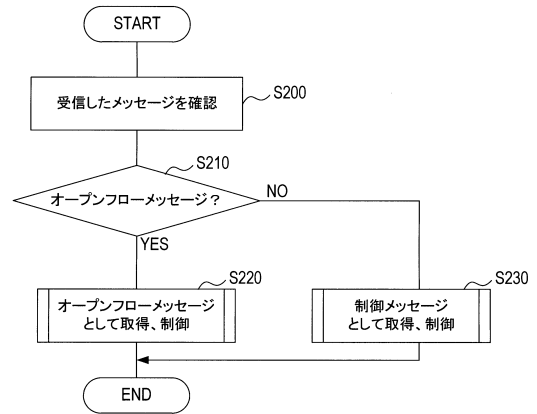 START
受信したメッセージを確認
S200
S210
オープンフローメッセージ？
NO
YES
S220
オープンフローメッセージ
として取得、制御
S230
制御メッセージ
として取得、制御
END